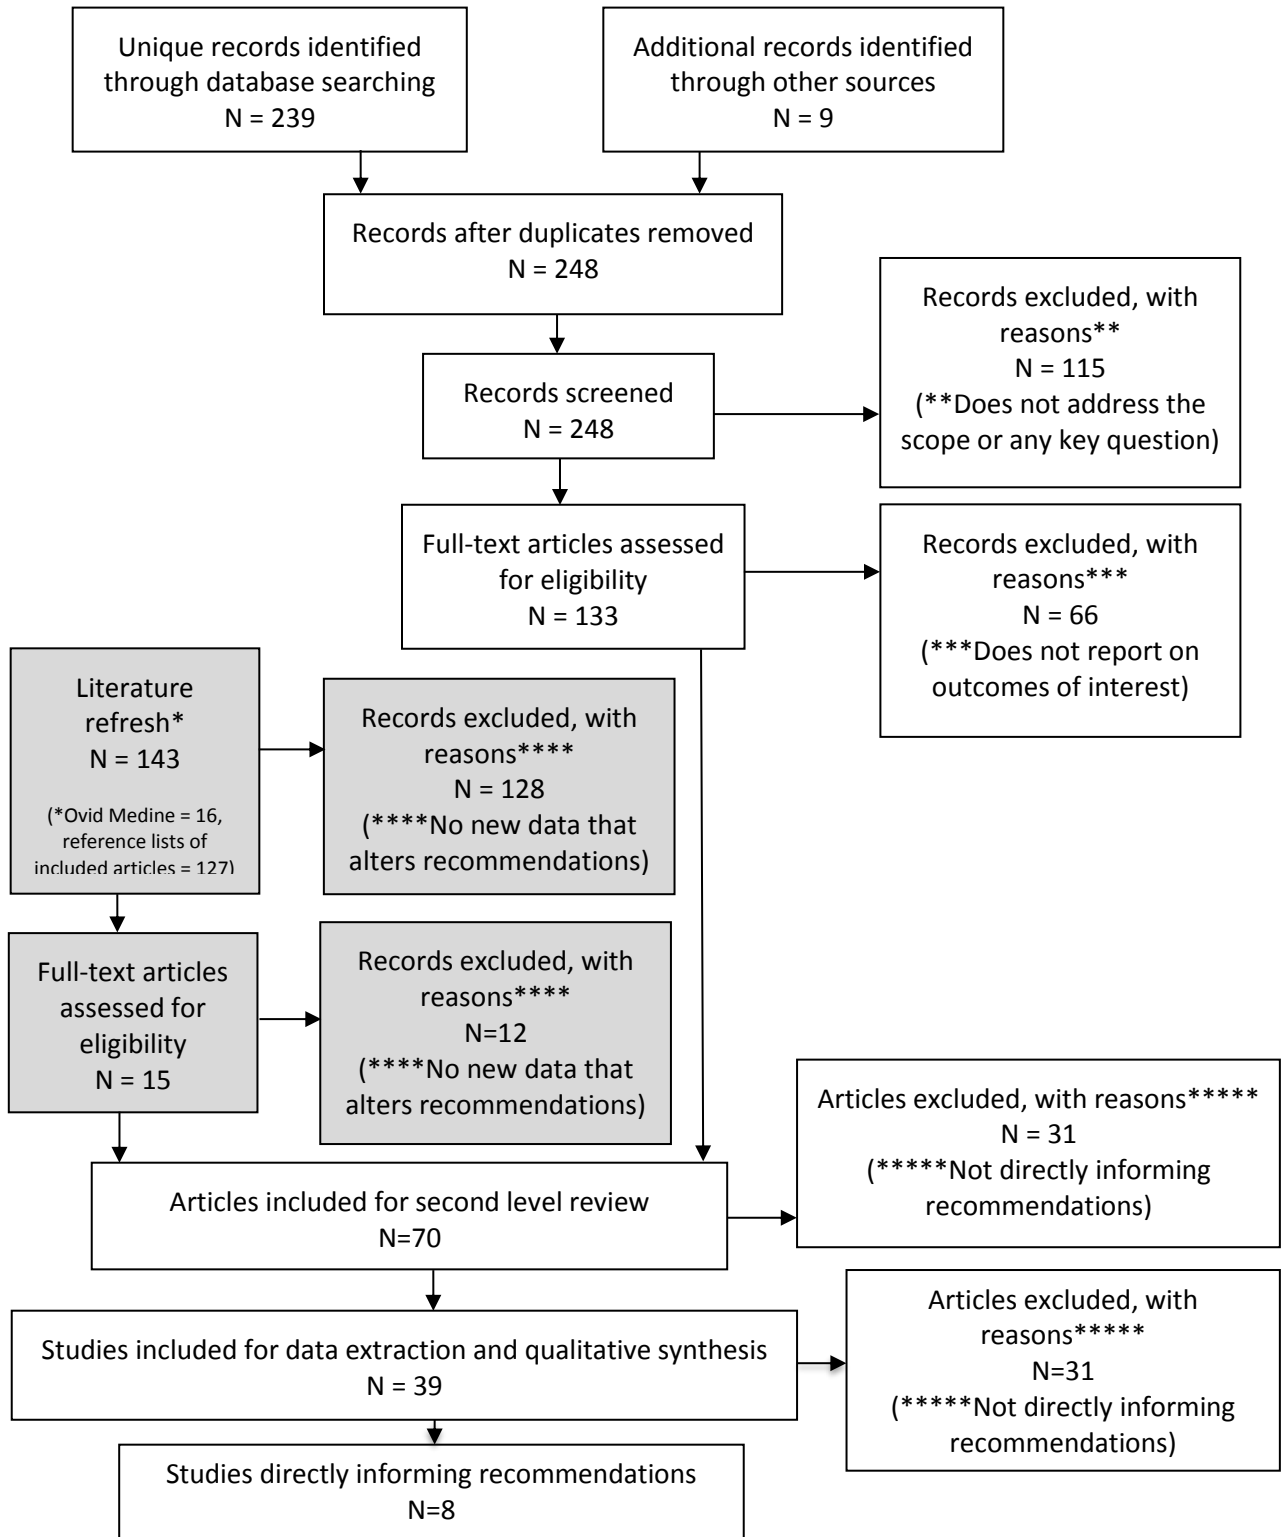 Unique records identified
through database searching
N = 239
Additional records identified
through other sources
N = 9
Records after duplicates removed
N = 248
Records excluded, with
reasons**
N = 115
(**Does not address the
scope or any key question)
Records screened
N = 248
Full-text articles assessed
for eligibility
N = 133
Records excluded, with
reasons***
N = 66
(***Does not report on
outcomes of interest)
Literature
refresh*
N = 143
(*Ovid Medine = 16,
reference lists of
included articles = 127)
Records excluded, with
reasons****
N = 128
(****No new data that
alters recommendations)
Full-text articles
assessed for
eligibility
N = 15
Records excluded, with
reasons****
N=12
(****No new data that
alters recommendations)
Articles included for second level review
N=70
Articles excluded, with reasons*****
N = 31
(*****Not directly informing
recommendations)
Studies included for data extraction and qualitative synthesis
N = 39
Articles excluded, with
reasons*****
N=31
(*****Not directly informing
recommendations)
Studies directly informing recommendations
N=8